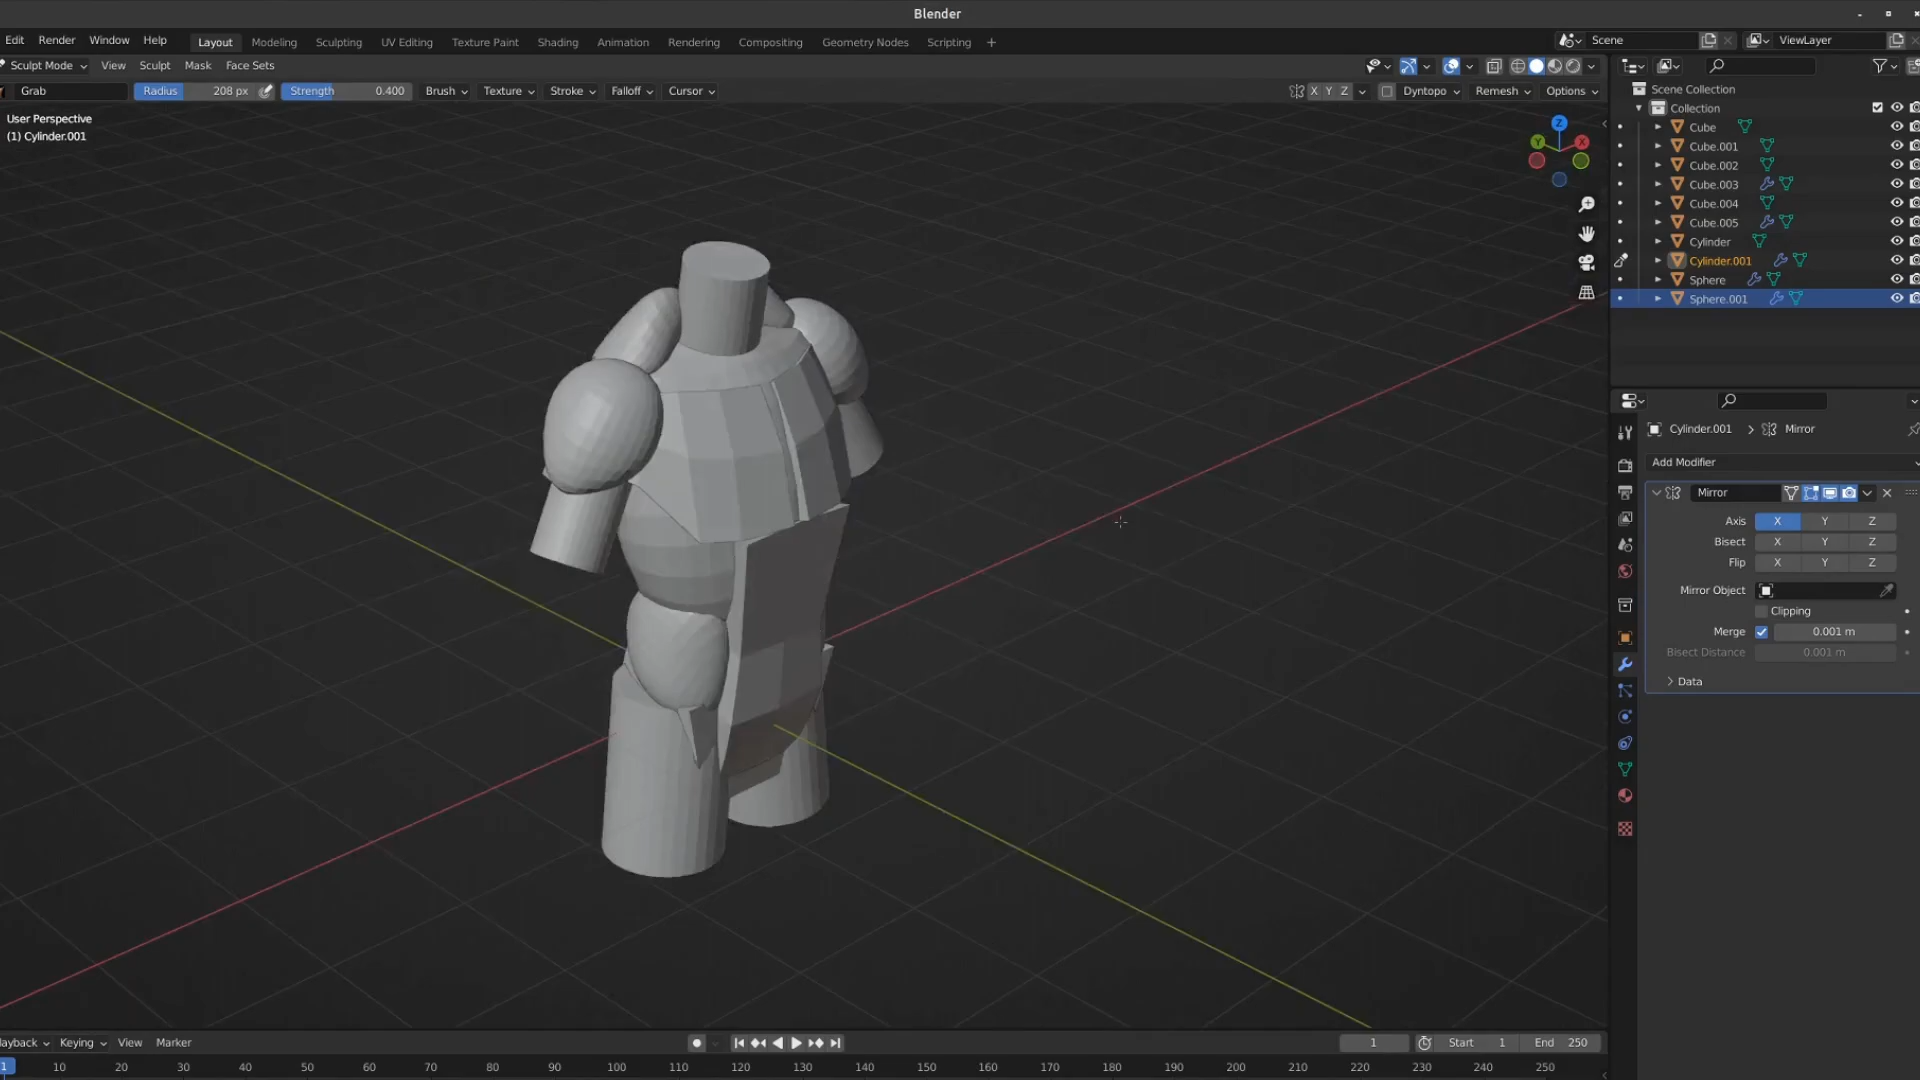 Blender
Edit Render Window Help Layout Modeling Sculpting UV Editing Texture Paint Shading Animation Rendering Compositing Geometry Nodes Scripting + Scene ViewLayer
Sculpt Mode View Sculpt Mask Face Sets
Grab Radius 208 px Strength 0.400 Brush Texture Stroke Falloff Cursor X Y Z Dyntopo Remesh Options
User Perspective
(1) Cylinder.001
Z
Y X
Scene Collection
Collection
Cube
Cube.001
Cube.002
Cube.003
Cube.004
Cube.005
Cylinder
Cylinder.001
Sphere
Sphere.001
Cylinder.001 > Mirror
Add Modifier
Mirror
Axis X Y Z
Bisect X Y Z
Flip X Y Z
Mirror Object
Clipping
Merge 0.001 m
Bisect Distance 0.001 m
Data
layback Keying View Marker 1 Start 1 End 250
1 10 20 30 40 50 60 70 80 90 100 110 120 130 140 150 160 170 180 190 200 210 220 230 240 250